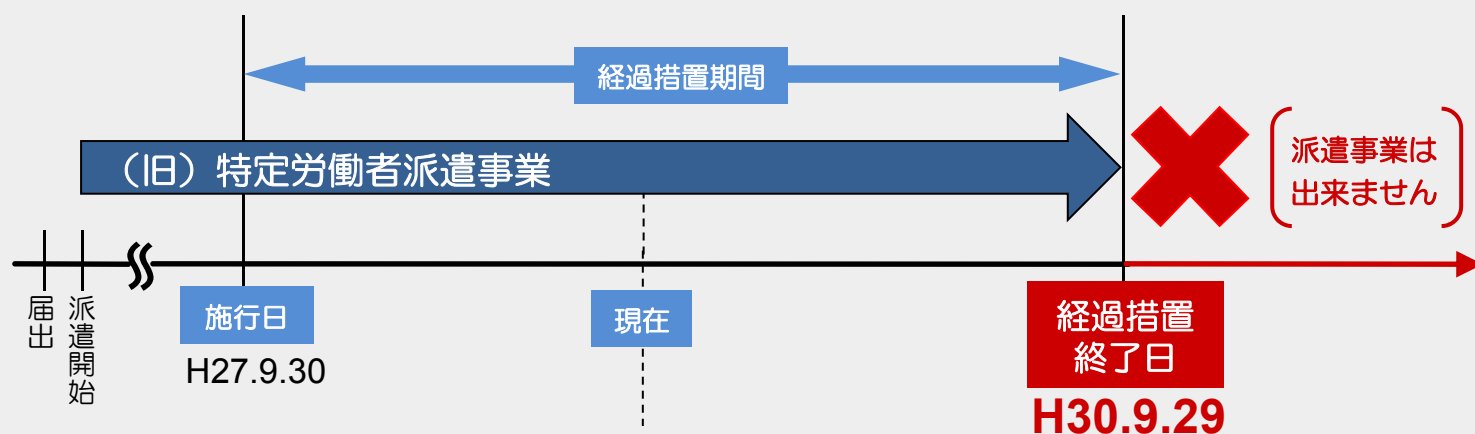 経過措置期間
（旧）特定労働者派遣事業
派遣事業は
出来ません
届出
派遣開始
施行日
H27.9.30
現在
経過措置
終了日
H30.9.29